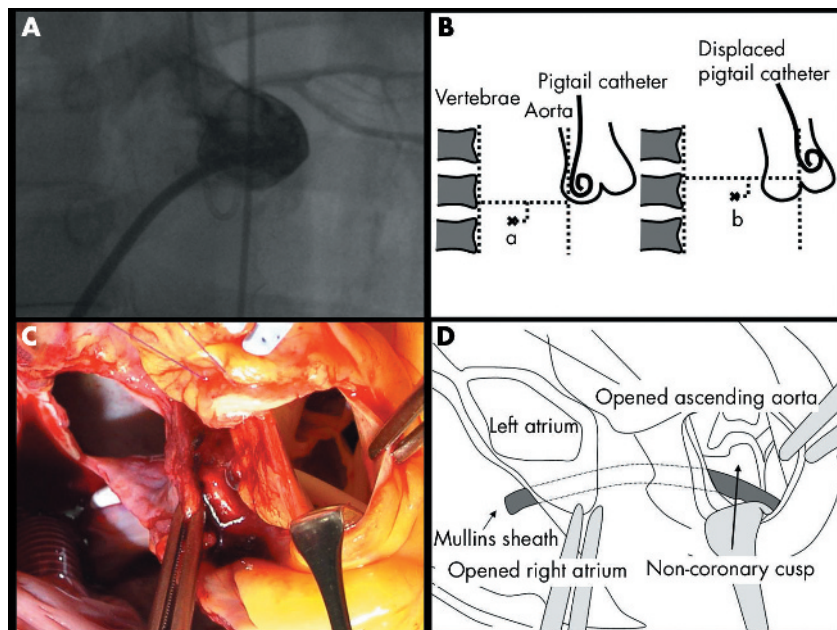 A
B
Displaced
pigtail catheter
Pigtail catheter
Vertebrae
Aorta
a
b
C
D
Opened ascending aorta
Left atrium
Mullins sheath
Opened right atrium
Non-coronary cusp